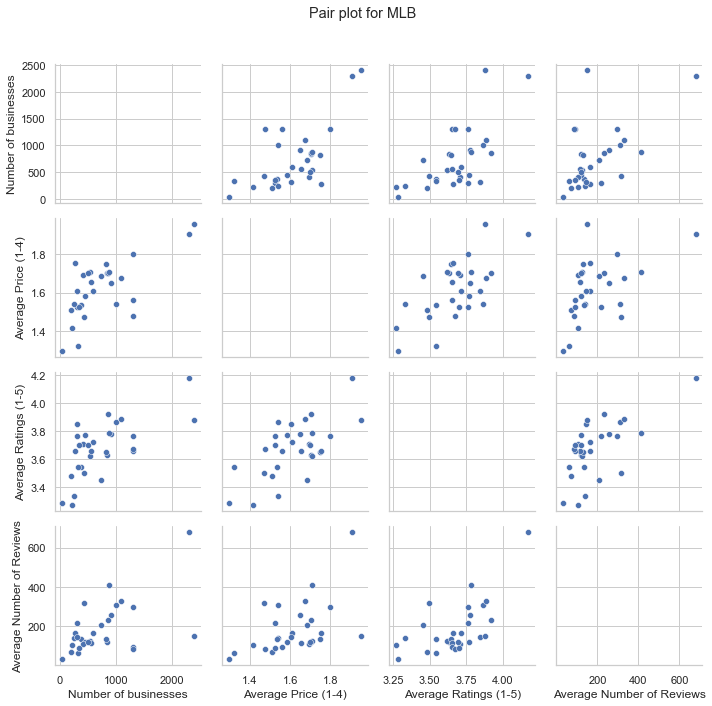 Pair plot for MLB
Number of businesses
2500
2000
1500
1000
500
0
Average Price (1-4)
1.8
1.6
1.4
Average Ratings (1-5)
4.2
4.0
3.8
3.6
3.4
Average Number of Reviews
600
400
200
0 1000 2000
Number of businesses
1.4 1.6 1.8
Average Price (1-4)
3.25 3.50 3.75 4.00
Average Ratings (1-5)
200 400 600
Average Number of Reviews